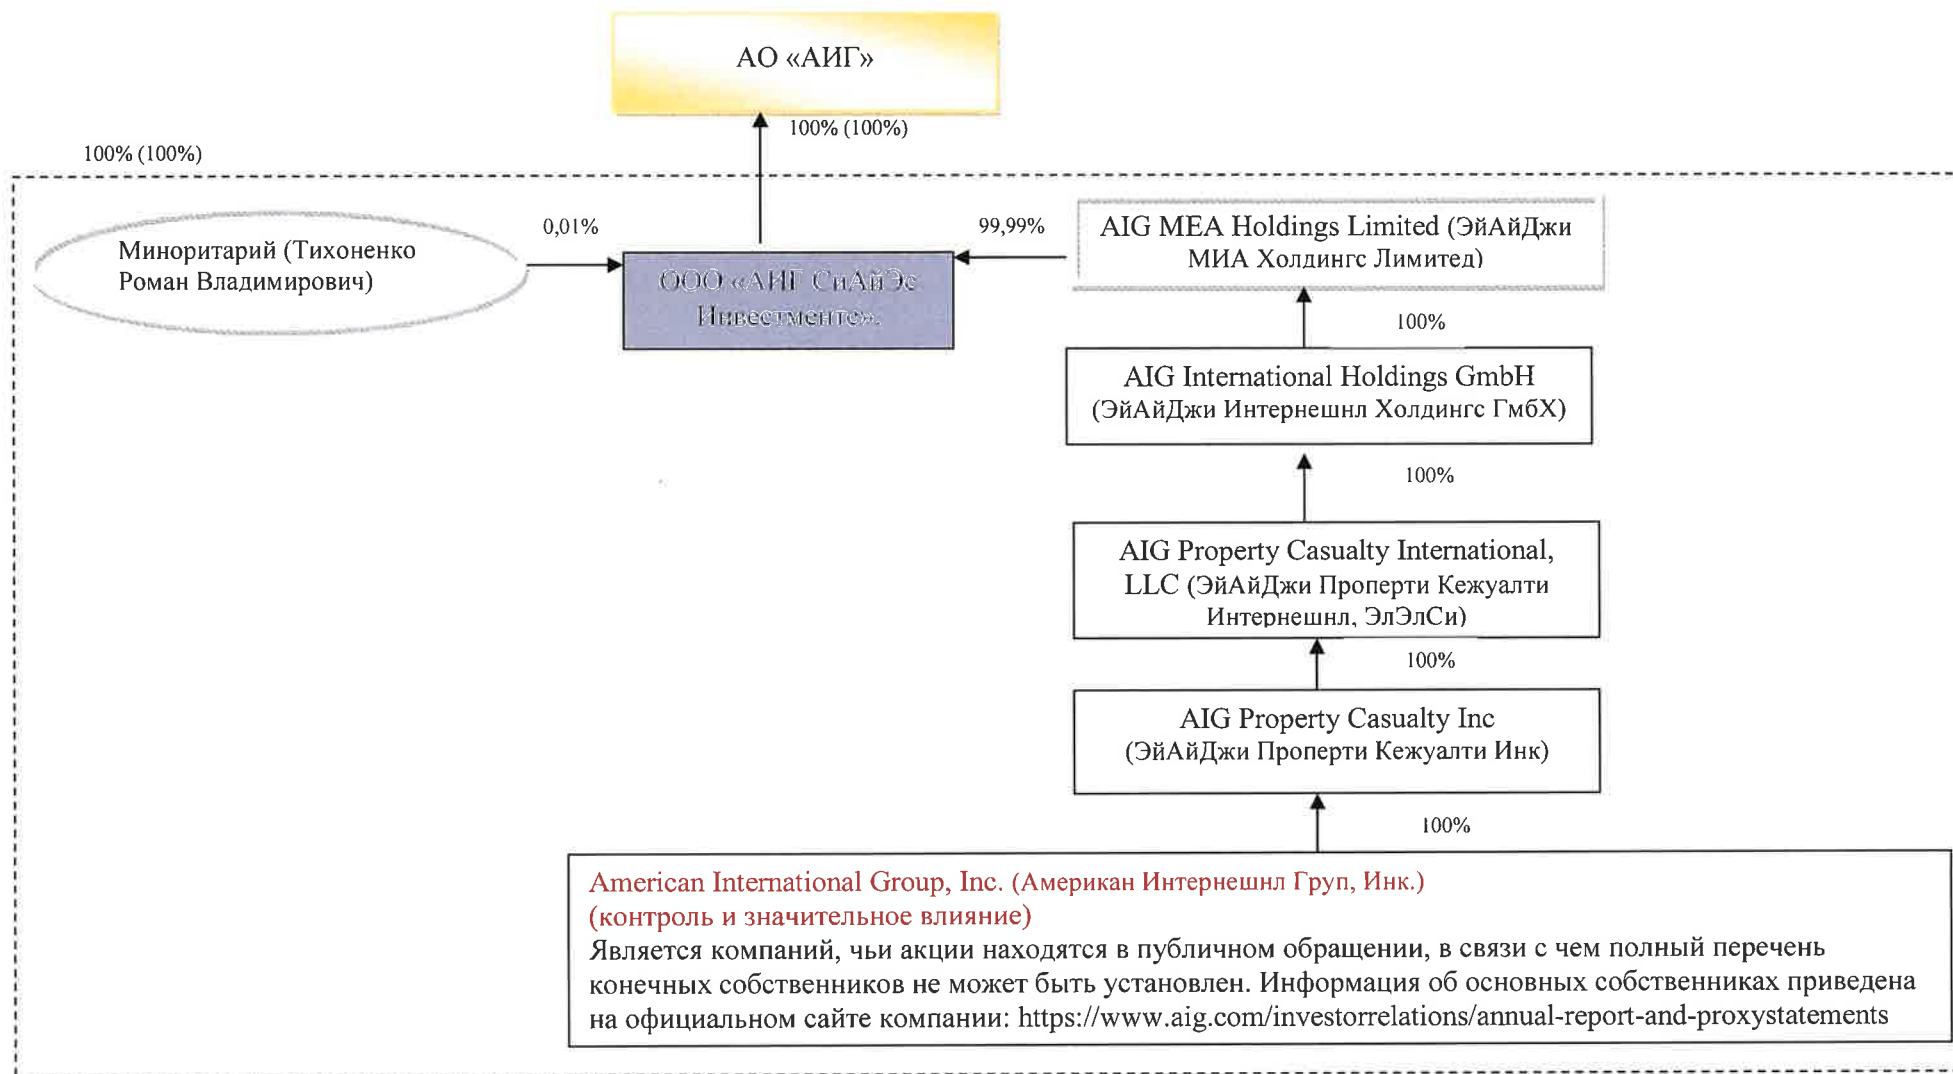 АО «АИГ»
100% (100%)
100% (100%)
Миноритарий (Тихоненко
Роман Владимирович)
0,01%
ООО «АИГ СиАйЭс
Инвестментс».
99,99%
AIG MEA Holdings Limited (ЭйАйДжи
МИА Холдингс Лимитед)
100%
AIG International Holdings GmbH
(ЭйАйДжи Интернешнл Холдингс ГмбХ)
100%
AIG Property Casualty International,
LLC (ЭйАйДжи Проперти Кежуалти
Интернешнл, ЭлЭлСи)
100%
AIG Property Casualty Inc
(ЭйАйДжи Проперти Кежуалти Инк)
100%
American International Group, Inc. (Американ Интернешнл Груп, Инк.)
(контроль и значительное влияние)
Является компаний, чьи акции находятся в публичном обращении, в связи с чем полный перечень
конечных собственников не может быть установлен. Информация об основных собственниках приведена
на официальном сайте компании: https://www.aig.com/investorrelations/annual-report-and-proxystatements